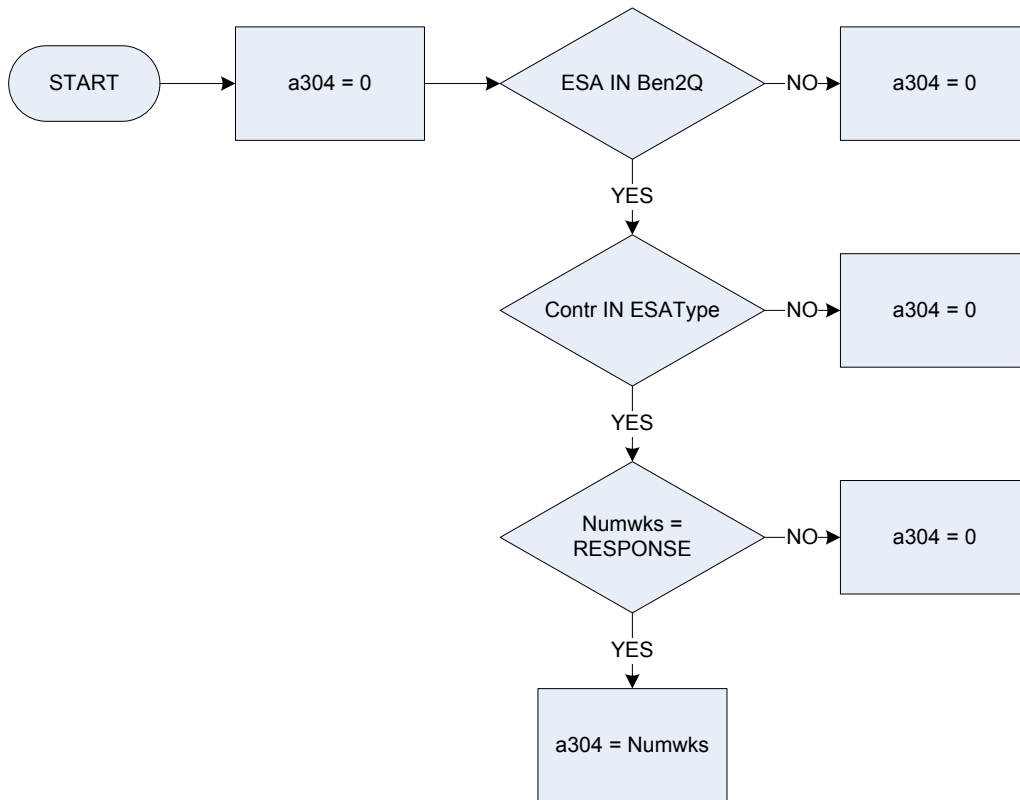 START
a304 = 0
ESA IN Ben2Q
NO
a304 = 0
YES
Contr IN ESAType
NO
a304 = 0
YES
Numwks =
RESPONSE
NO
a304 = 0
YES
a304 = Numwks